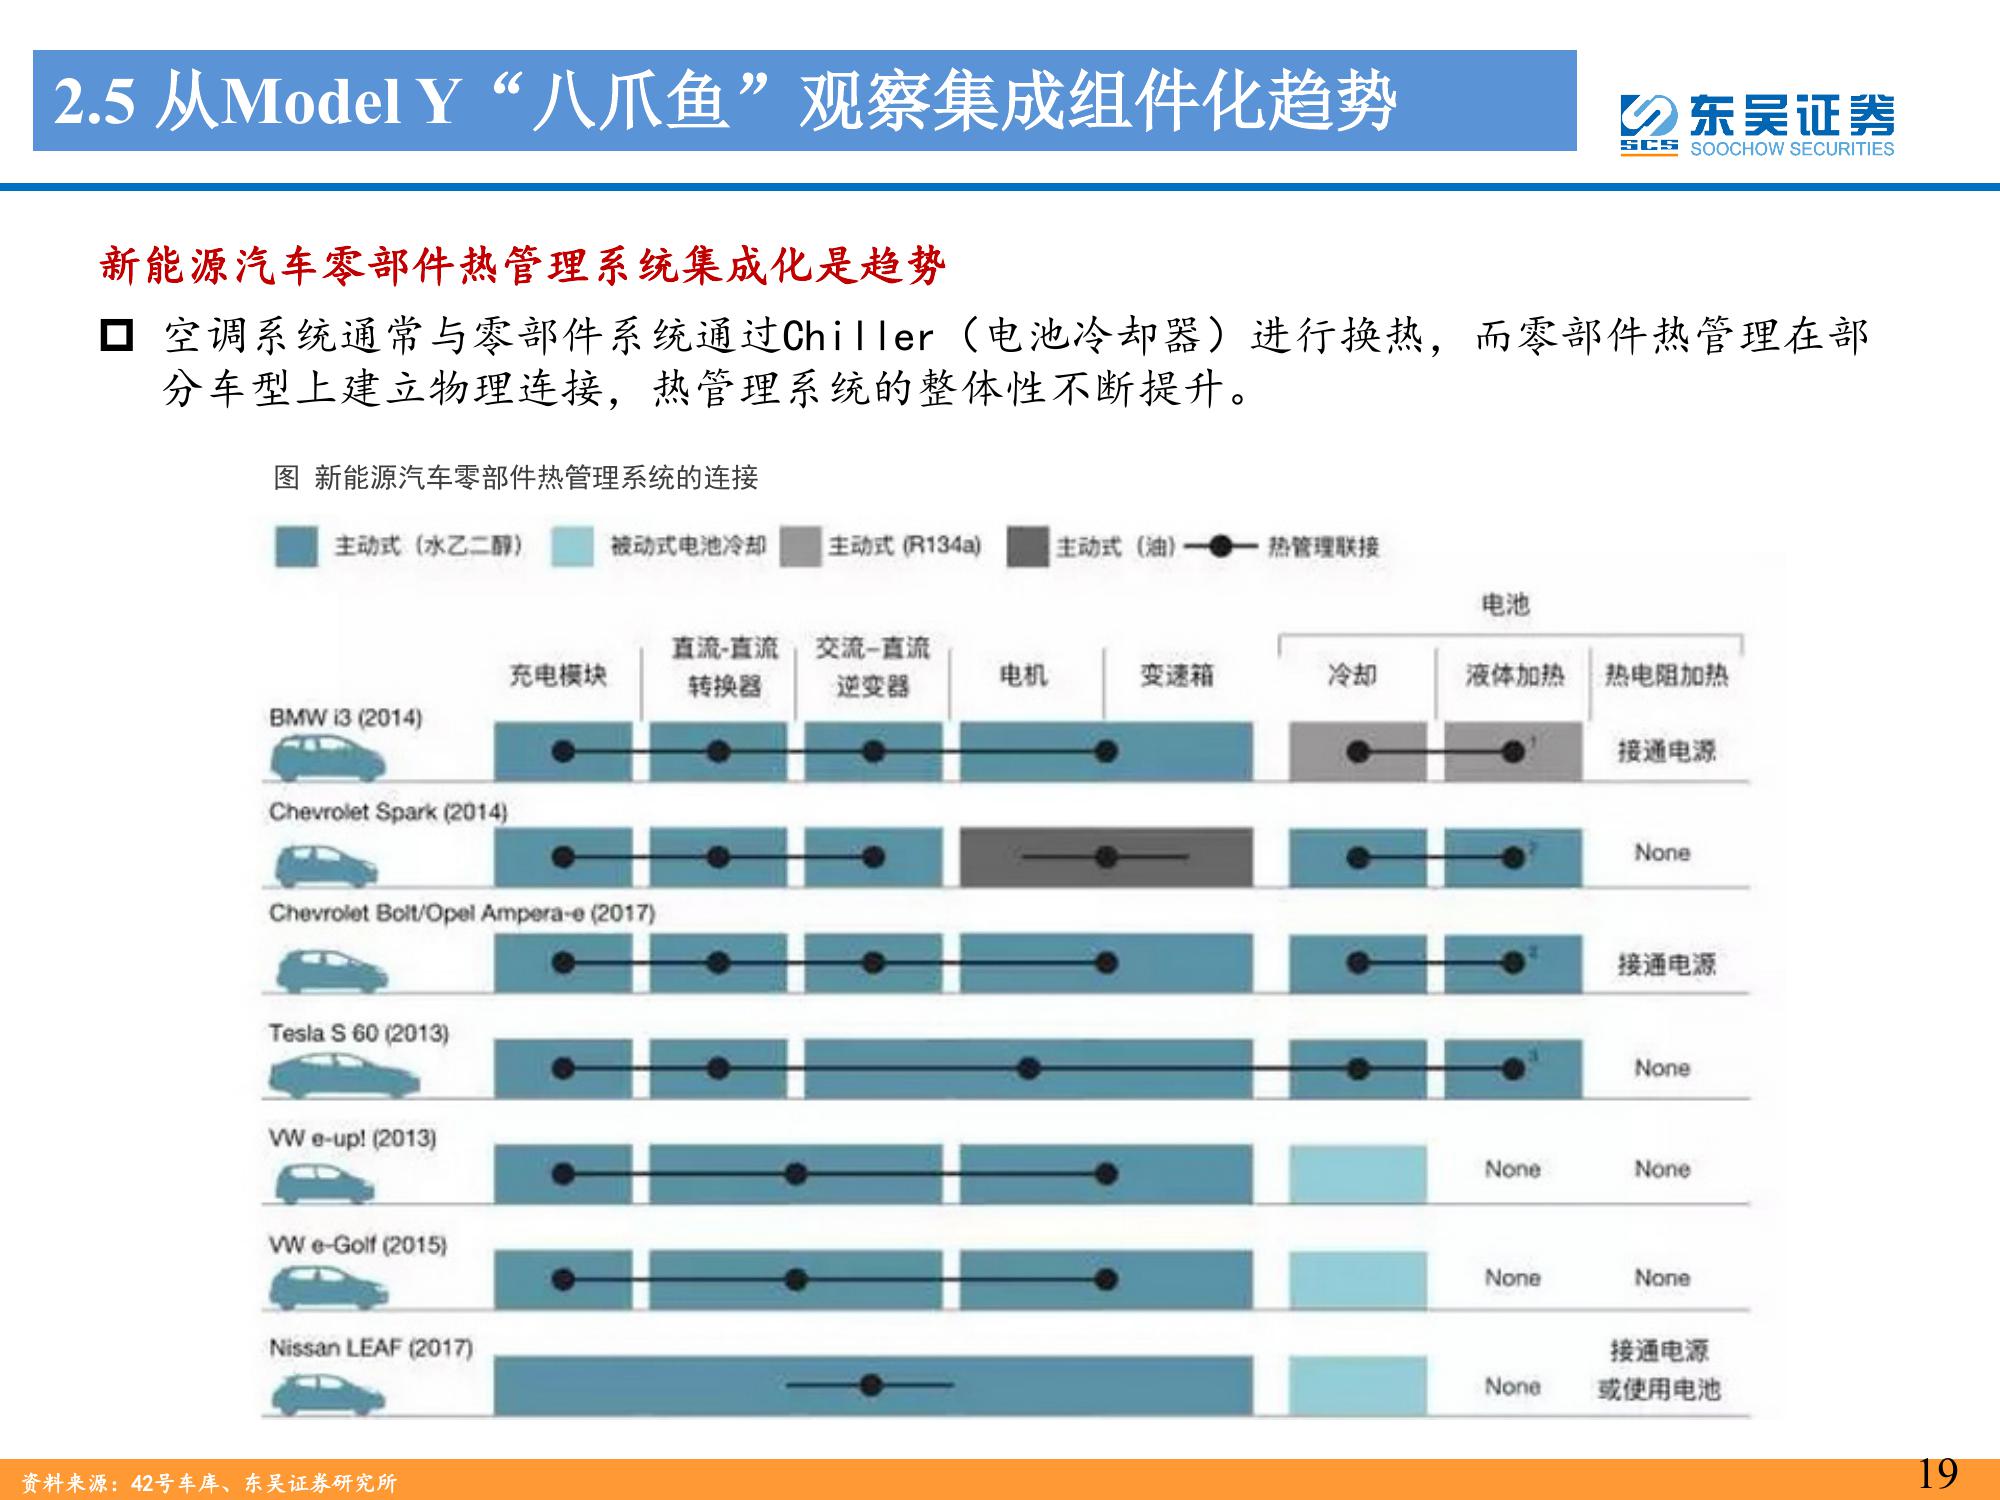 2.5 从Model Y“八爪鱼”观察集成组件化趋势
东吴证券
SCS SOOCHOW SECURITIES
新能源汽车零部件热管理系统集成化是趋势
空调系统通常与零部件系统通过Chiller（电池冷却器）进行换热，而零部件热管理在部
分车型上建立物理连接，热管理系统的整体性不断提升。
图 新能源汽车零部件热管理系统的连接
主动式（水乙二醇） 被动式电池冷却 主动式 (R134a) 主动式（油） 热管理联接
电池
充电模块 直流-直流 交流-直流 电机 变速箱 冷却 液体加热 热电阻加热
转换器 逆变器
BMW i3 (2014)
1 接通电源
Chevrolet Spark (2014)
2 None
Chevrolet Bolt/Opel Ampera-e (2017)
2 接通电源
Tesla S 60 (2013)
3 None
VW e-up! (2013)
None None
VW e-Golf (2015)
None None
Nissan LEAF (2017)
接通电源
None 或使用电池
资料来源：42号车库、东吴证券研究所
19